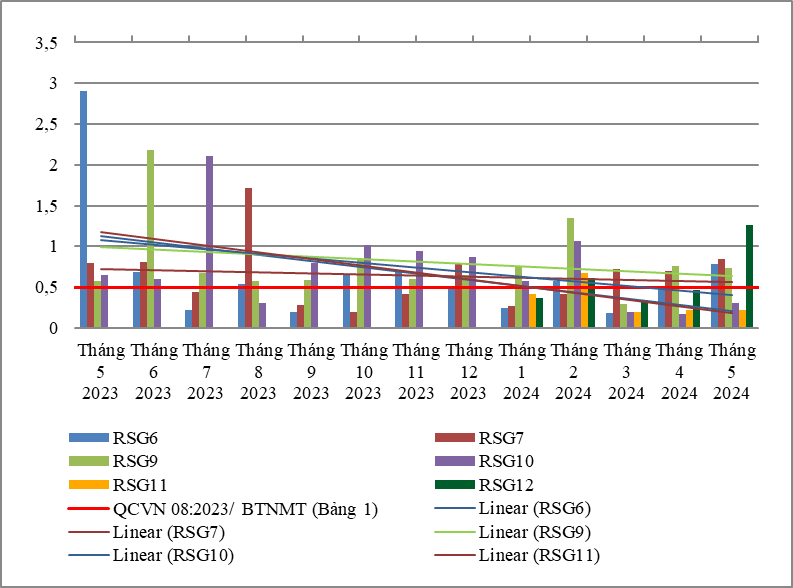 3,5
3
2,5
2
1,5
1
0,5
0
Tháng Tháng Tháng Tháng Tháng Tháng Tháng Tháng Tháng Tháng Tháng Tháng Tháng
5 6 7 8 9 10 11 12 1 2 3 4 5
2023 2023 2023 2023 2023 2023 2023 2023 2024 2024 2024 2024 2024
RSG6 RSG7
RSG9 RSG10
RSG11 RSG12
QCVN 08:2023/ BTNMT (Bảng 1) Linear (RSG6)
Linear (RSG7) Linear (RSG9)
Linear (RSG10) Linear (RSG11)